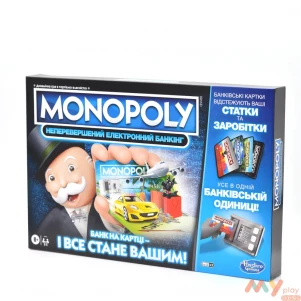 MONOPOLY
НЕПЕРЕВЕРШЕНИЙ ЕЛЕКТРОННИЙ БАНКІНГ
БАНКІВСЬКІ КАРТКИ
ВІДСТЕЖУЮТЬ ВАШІ
СТАТКИ
ТА
ЗАРОБІТКИ
УСЕ В ОДНІЙ
БАНКІВСЬКІЙ
ОДИНИЦІ!
MONOPOLY
БАНК НА КАРТЦІ –
І ВСЕ СТАНЕ ВАШИМ!
8+
Hasbro
Gaming
My
play